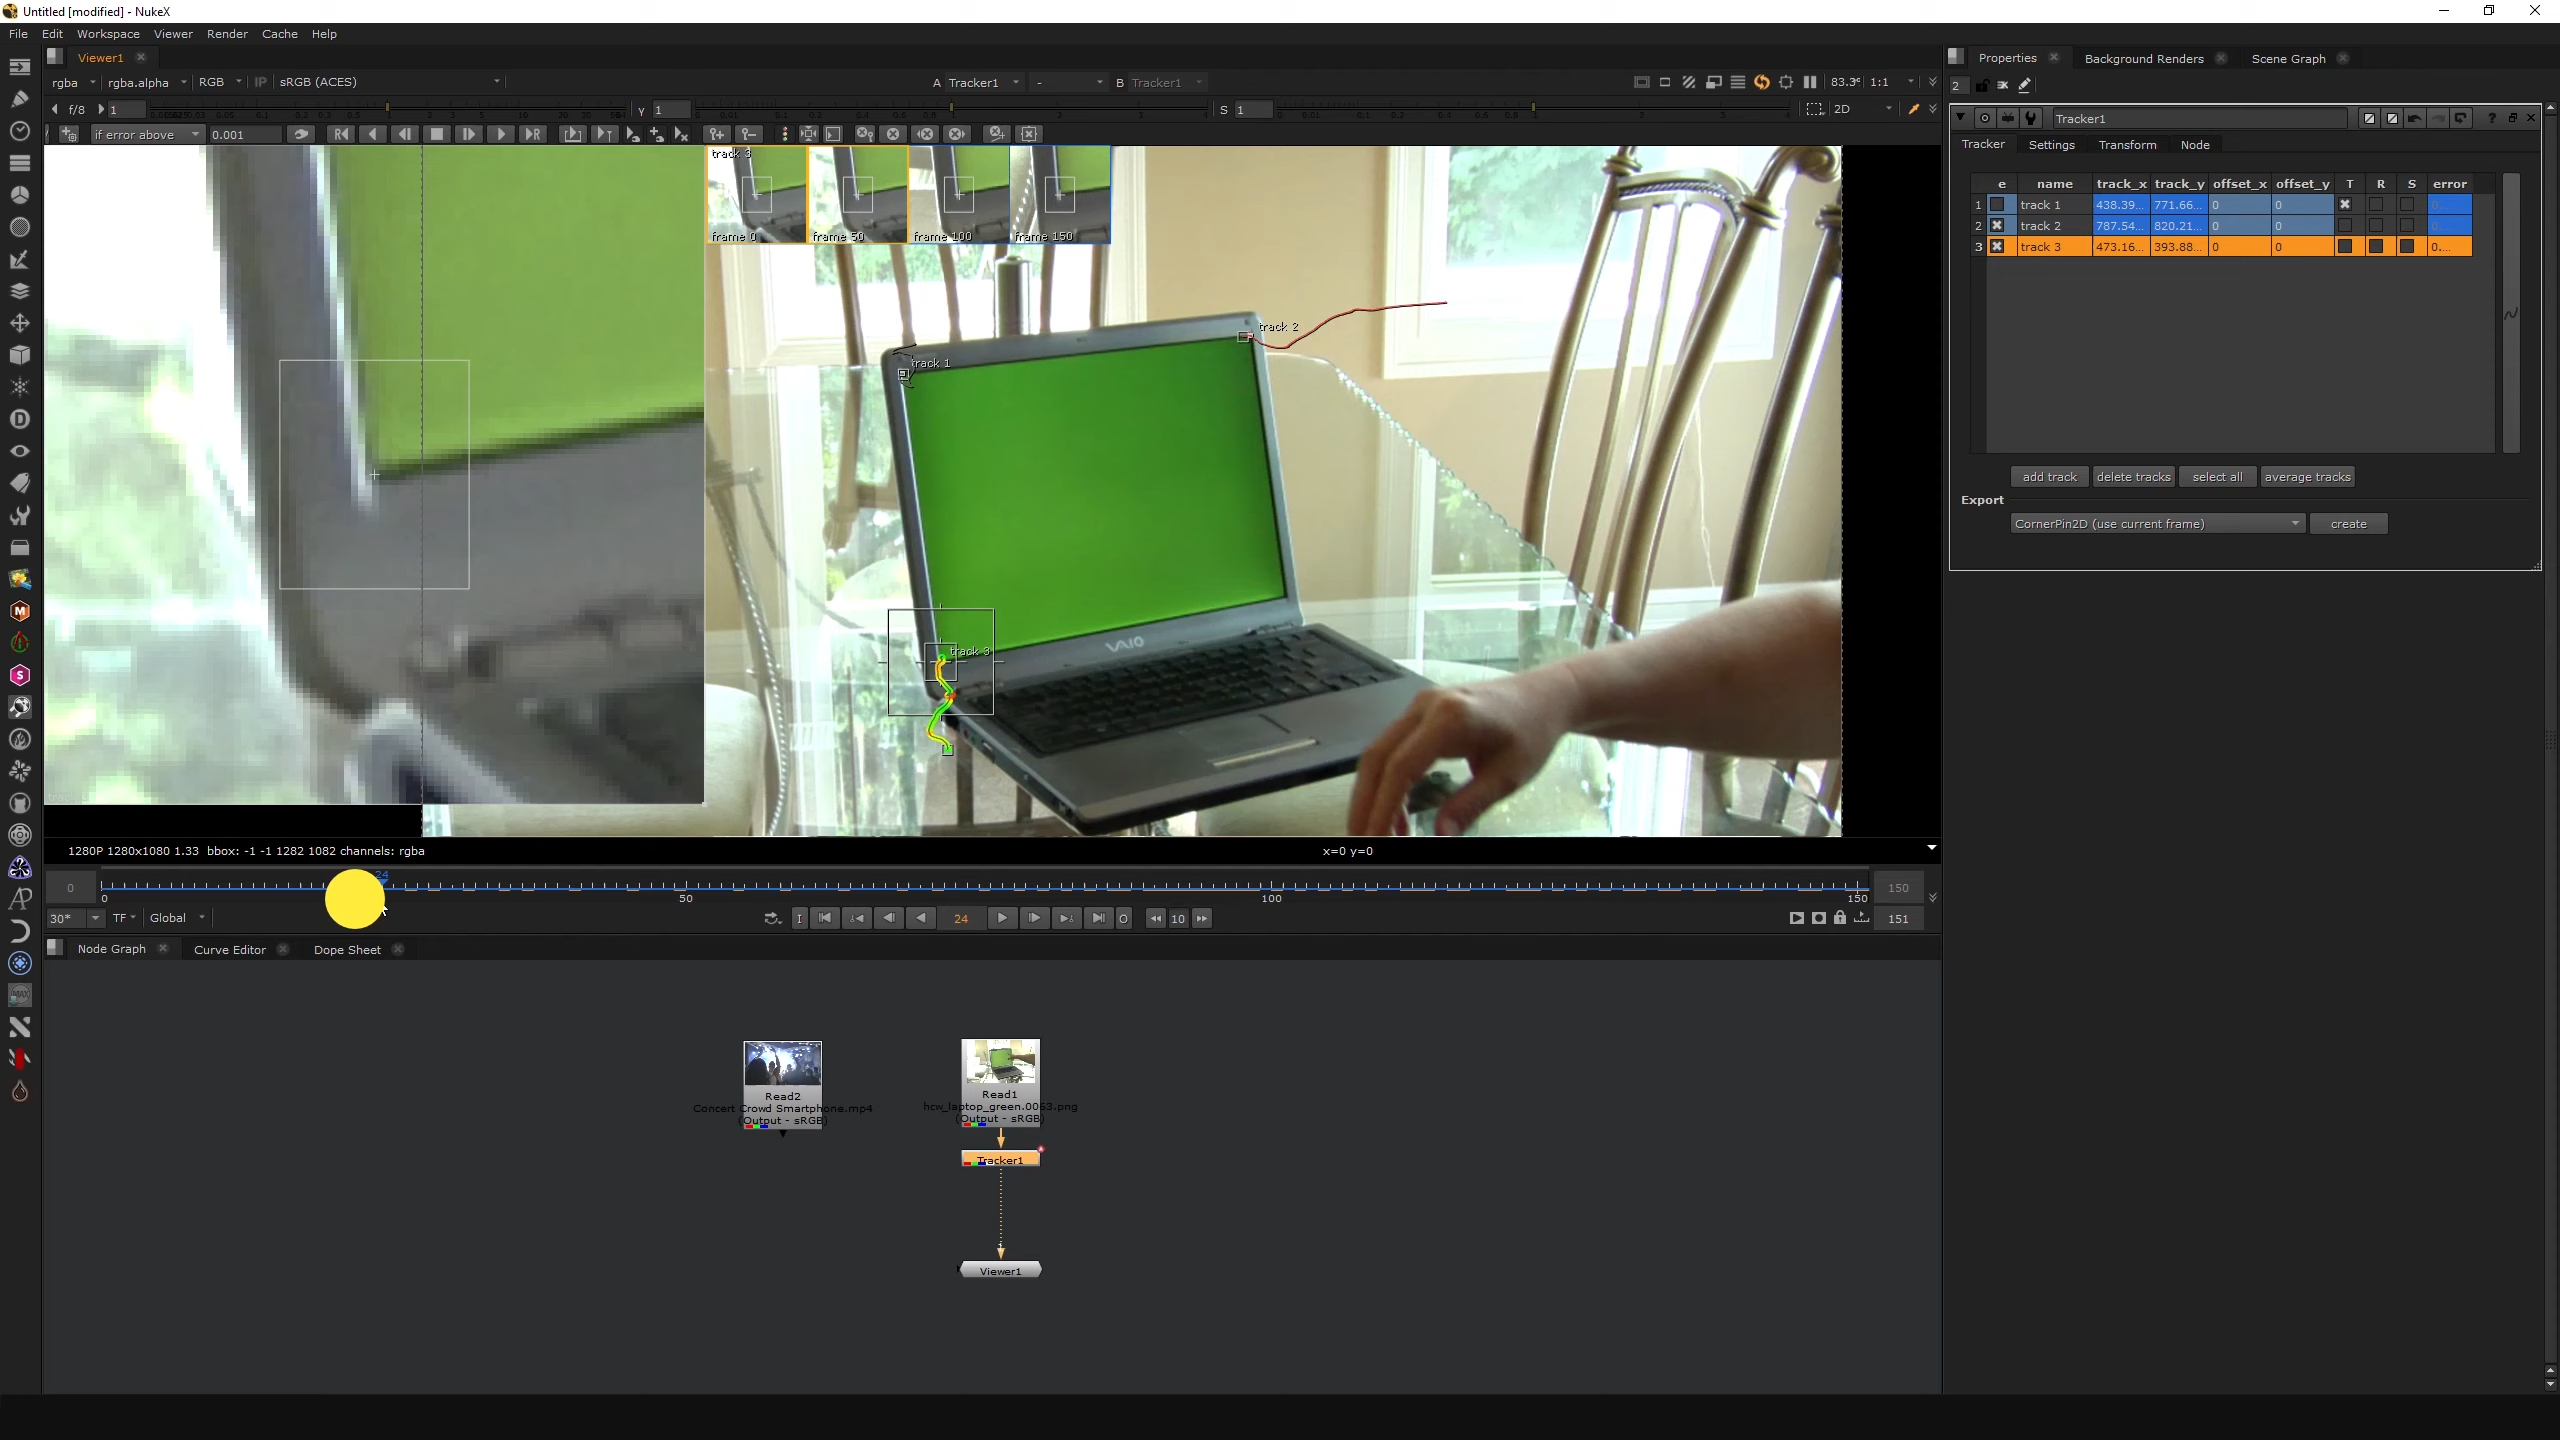 Untitled [modified] - NukeX
File Edit Workspace Viewer Render Cache Help
Viewer1
rgba rgba.alpha RGB IP sRGB (ACES) A Tracker1 - B Tracker1 1:1
f/8 1 γ 1 S 1 2D
if error above 0.001
track 3
frame 0 frame 50 frame 100 frame 150
track 2
track 1
VAIO
track 3
1280P 1280x1080 1.33 bbox: -1 -1 1282 1082 channels: rgba x=0 y=0
24
0 150
0 50 100 150
30* TF Global I 24 O 10 151
Node Graph Curve Editor Dope Sheet
Read2
Concert Crowd Smartphone.mp4
(Output - sRGB)
Read1
hcw_laptop_green.0063.png
(Output - sRGB)
Tracker1
Viewer1
Properties Background Renders Scene Graph
2
Tracker1
Tracker Settings Transform Node
e name track_x track_y offset_x offset_y T R S error
1 track 1 438.39... 771.66... 0 0
2 track 2 787.54... 820.21... 0 0
3 track 3 473.16... 393.88... 0 0 0....
add track delete tracks select all average tracks
Export
CornerPin2D (use current frame) create